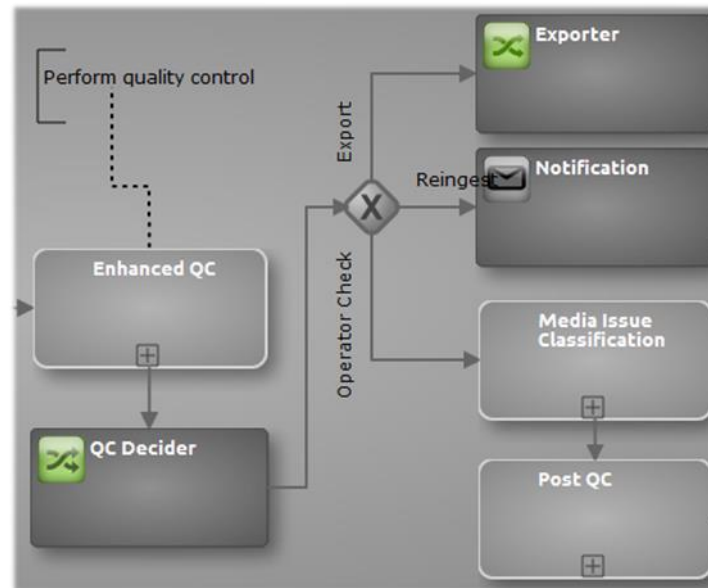 Perform quality control
Enhanced QC
QC Decider
Export
Reingest
Operator Check
X
Exporter
Notification
Media Issue
Classification
Post QC